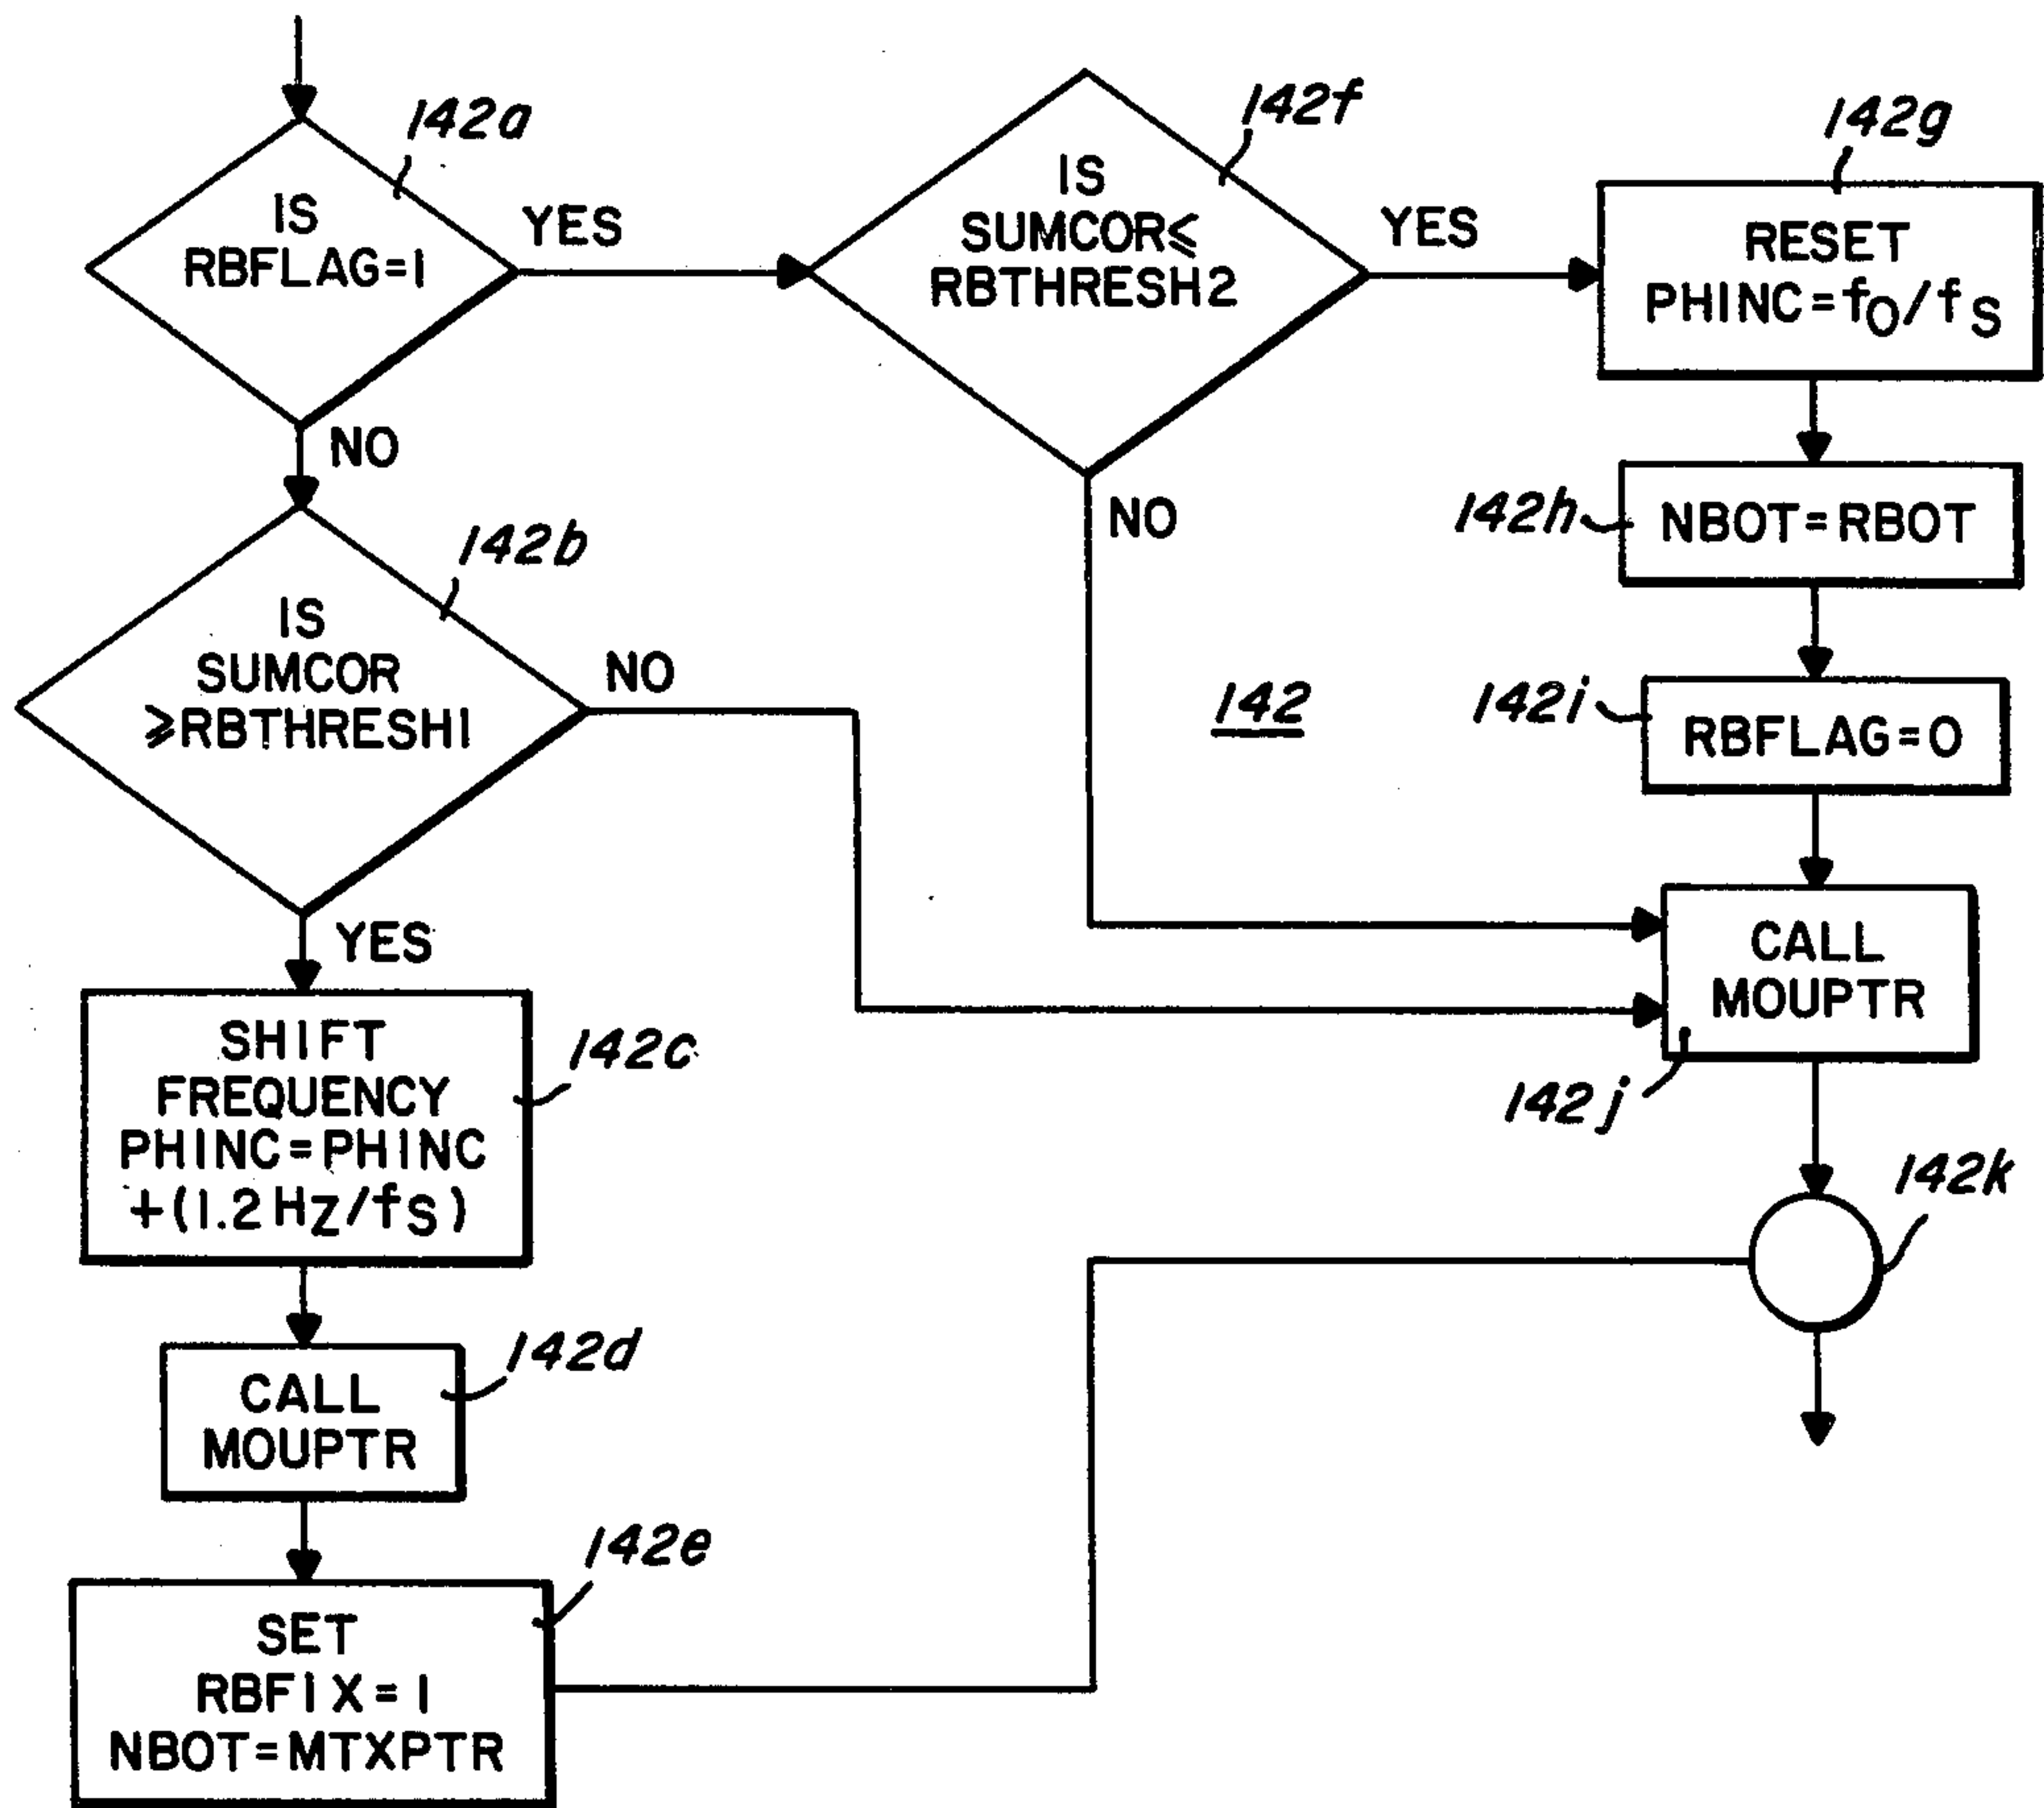 142a
IS
RBFLAG=1
YES
NO
142f
IS
SUMCOR≤
RBTHRESH2
YES
NO
142g
RESET
PHINC=fO/fS
142h
NBOT=RBOT
142i
RBFLAG=0
142b
IS
SUMCOR
≥RBTHRESH1
NO
YES
142
CALL
MOUPTR
142j
142k
142c
SHIFT
FREQUENCY
PHINC=PHINC
+(1.2HZ/fS)
142d
CALL
MOUPTR
142e
SET
RBFIX=1
NBOT=MTXPTR